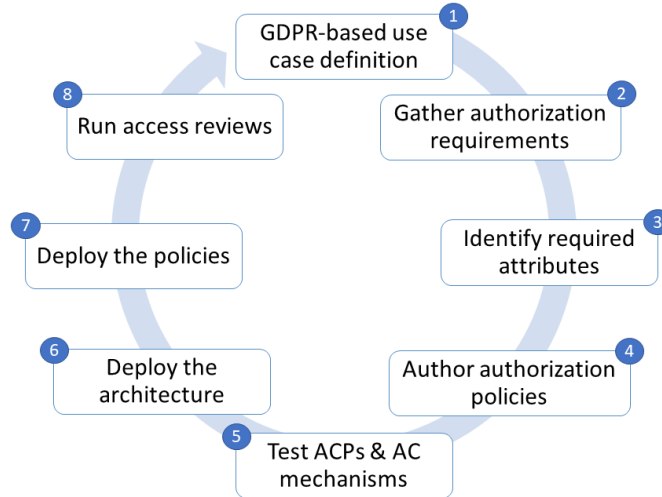 1
GDPR-based use
case definition
2
Gather authorization
requirements
3
Identify required
attributes
4
Author authorization
policies
5
Test ACPs & AC
mechanisms
6
Deploy the
architecture
7
Deploy the policies
8
Run access reviews